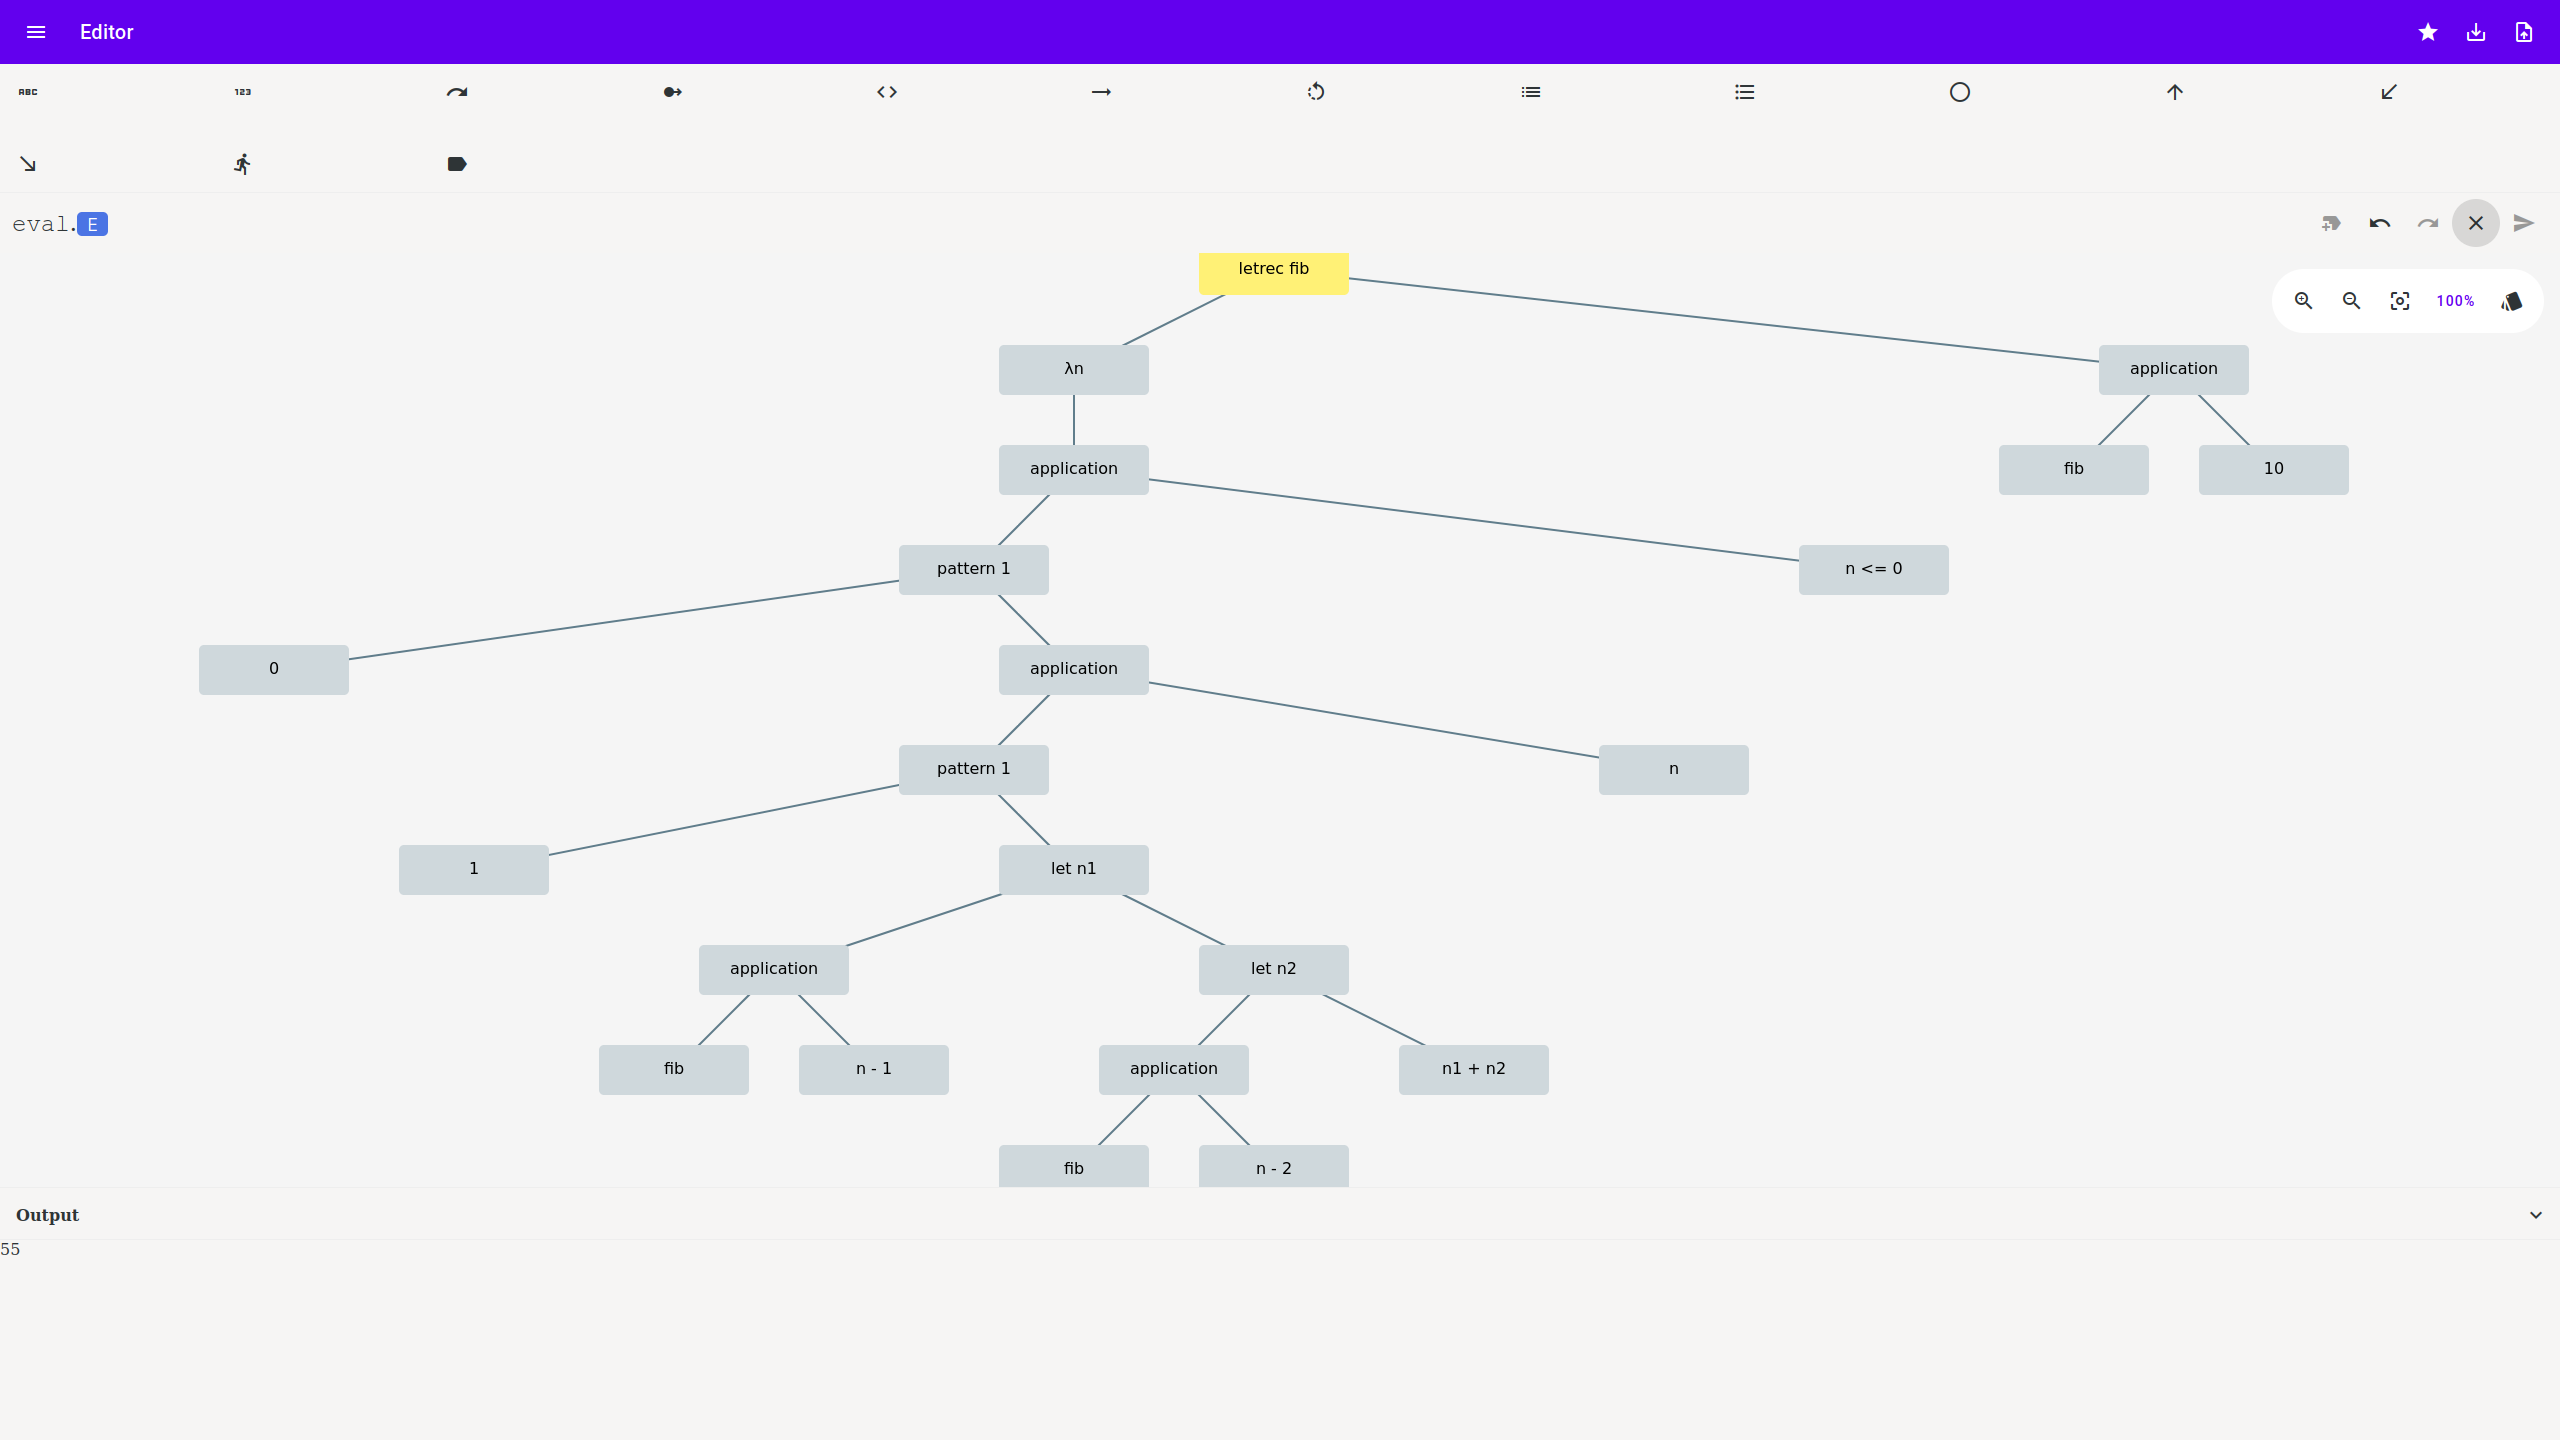 Editor
ABC
123
eval.E
letrec fib
100%
λn
application
application
fib
10
pattern 1
n <= 0
0
application
pattern 1
n
1
let n1
application
let n2
fib
n - 1
application
n1 + n2
fib
n - 2
Output
55